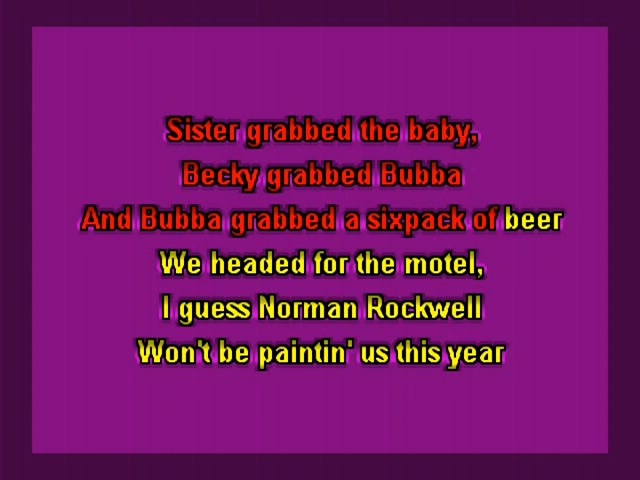 Sister grabbed the baby,
Becky grabbed Bubba
And Bubba grabbed a sixpack of beer
We headed for the motel,
I guess Norman Rockwell
Won't be paintin' us this year